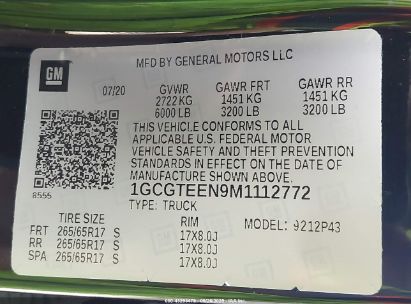 MFD BY GENERAL MOTORS LLC
GM
07/20 GVWR GAWR FRT GAWR RR
2722 KG 1451 KG 1451 KG
6000 LB 3200 LB 3200 LB
THIS VEHICLE CONFORMS TO ALL
APPLICABLE U.S. FEDERAL MOTOR
VEHICLE SAFETY AND THEFT PREVENTION
STANDARDS IN EFFECT ON THE DATE OF
MANUFACTURE SHOWN ABOVE.
8555 1GCGTEEN9M1112772
TYPE: TRUCK
TIRE SIZE RIM MODEL: 9212P43
FRT 265/65R17 S 17X8.0J
RR 265/65R17 S 17X8.0J
SPA 265/65R17 S 17X8.0J